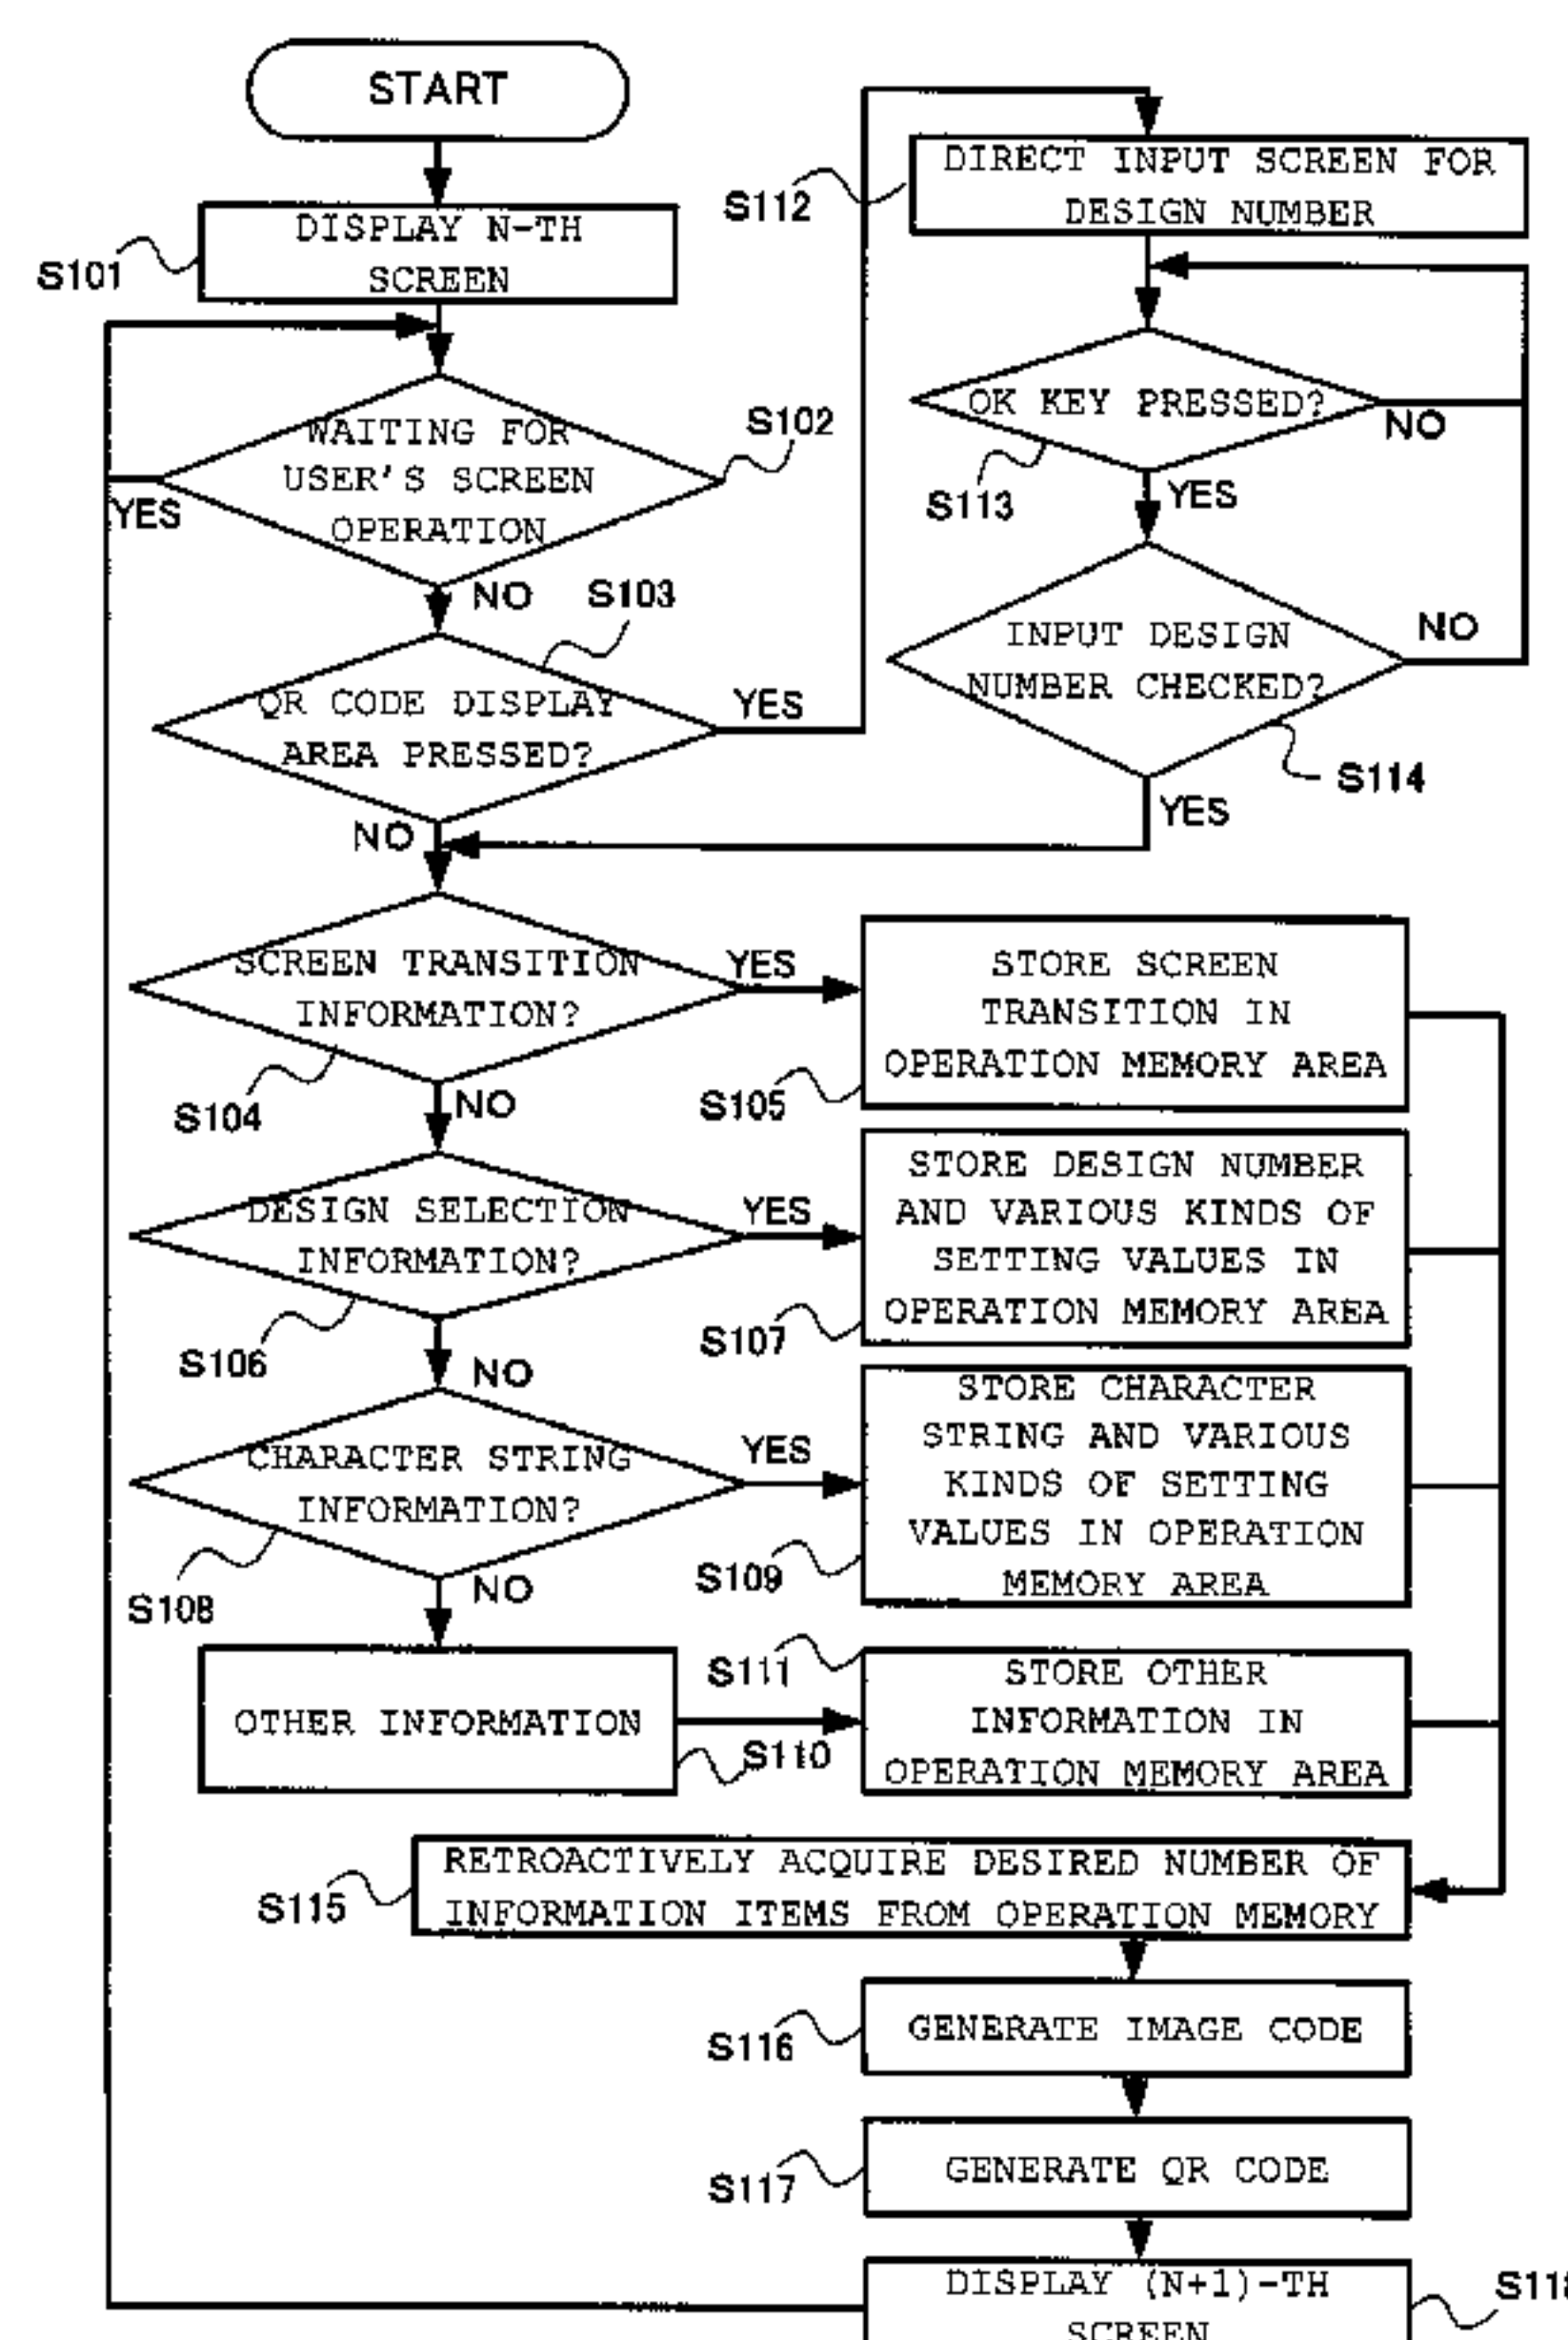 START
DISPLAY N-TH
SCREEN
S101
WAITING FOR
USER'S SCREEN
OPERATION
S102
YES
NO
S103
QR CODE DISPLAY
AREA PRESSED?
YES
NO
DIRECT INPUT SCREEN FOR
DESIGN NUMBER
S112
OK KEY PRESSED?
NO
S113
YES
INPUT DESIGN
NUMBER CHECKED?
NO
S114
YES
SCREEN TRANSITION
INFORMATION?
YES
S104
NO
STORE SCREEN
TRANSITION IN
OPERATION MEMORY AREA
S105
DESIGN SELECTION
INFORMATION?
YES
S106
NO
STORE DESIGN NUMBER
AND VARIOUS KINDS OF
SETTING VALUES IN
OPERATION MEMORY AREA
S107
CHARACTER STRING
INFORMATION?
YES
S108
NO
STORE CHARACTER
STRING AND VARIOUS
KINDS OF SETTING
VALUES IN OPERATION
MEMORY AREA
S109
OTHER INFORMATION
S110
S111
STORE OTHER
INFORMATION IN
OPERATION MEMORY AREA
RETROACTIVELY ACQUIRE DESIRED NUMBER OF
INFORMATION ITEMS FROM OPERATION MEMORY
S115
GENERATE IMAGE CODE
S116
GENERATE QR CODE
S117
DISPLAY (N+1)-TH
SCREEN
S118